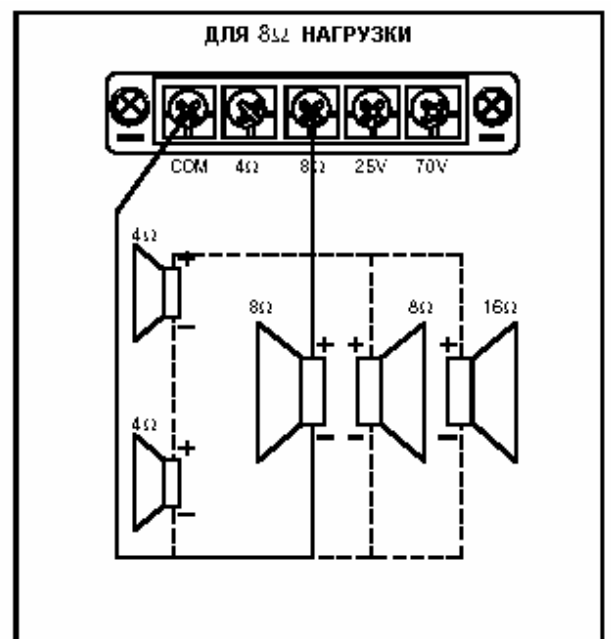 ДЛЯ 8Ω НАГРУЗКИ
COM 4Ω 8Ω 25V 70V
4Ω
+
8Ω 8Ω 16Ω
−
+ + +
4Ω
+ − − −
−